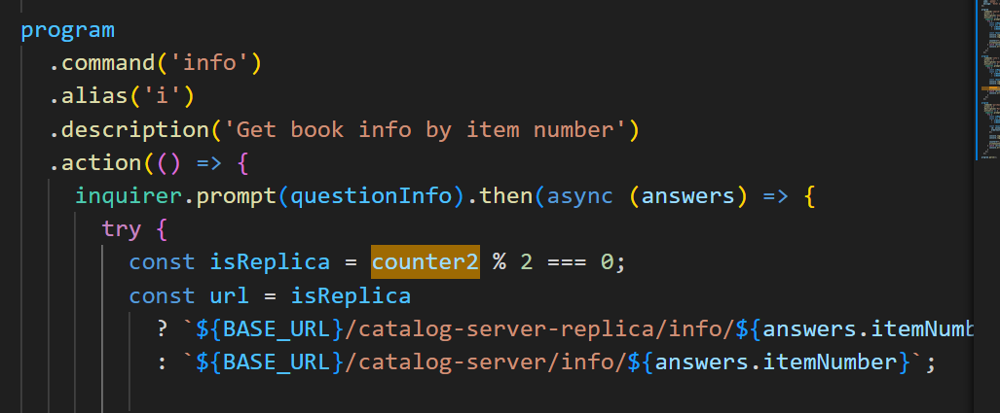 program
.command('info')
.alias('i')
.description('Get book info by item number')
.action(() => {
inquirer.prompt(questionInfo).then(async (answers) => {
try {
const isReplica = counter2 % 2 === 0;
const url = isReplica
? `${BASE_URL}/catalog-server-replica/info/${answers.itemNumb
: `${BASE_URL}/catalog-server/info/${answers.itemNumber}`;